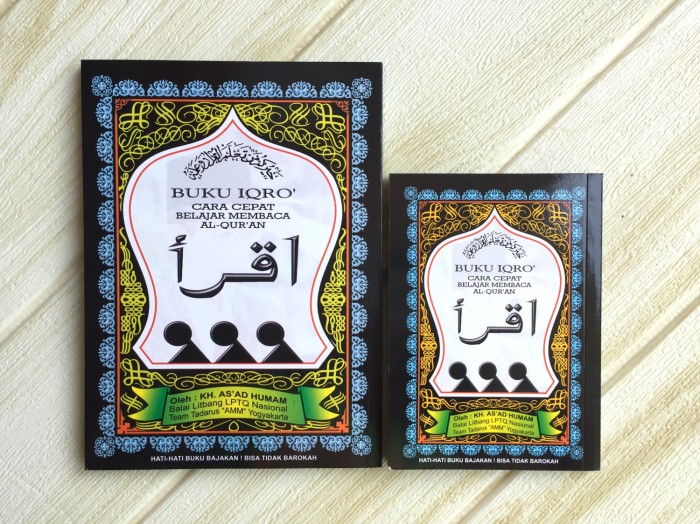 BUKU IQRO'
CARA CEPAT
BELAJAR MEMBACA
AL-QUR'AN
اقرأ
Oleh : KH. AS'AD HUMAM
Balai Litbang LPTQ Nasional
Team Tadarus "AMM" Yogyakarta
HATI-HATI BUKU BAJAKAN ! BISA TIDAK BAROKAH
BUKU IQRO'
CARA CEPAT
BELAJAR MEMBACA
AL-QUR'AN
اقرأ
Oleh : KH. AS'AD HUMAM
Balai Litbang LPTQ Nasional
Team Tadarus "AMM" Yogyakarta
HATI-HATI BUKU BAJAKAN ! BISA TIDAK BAROKAH